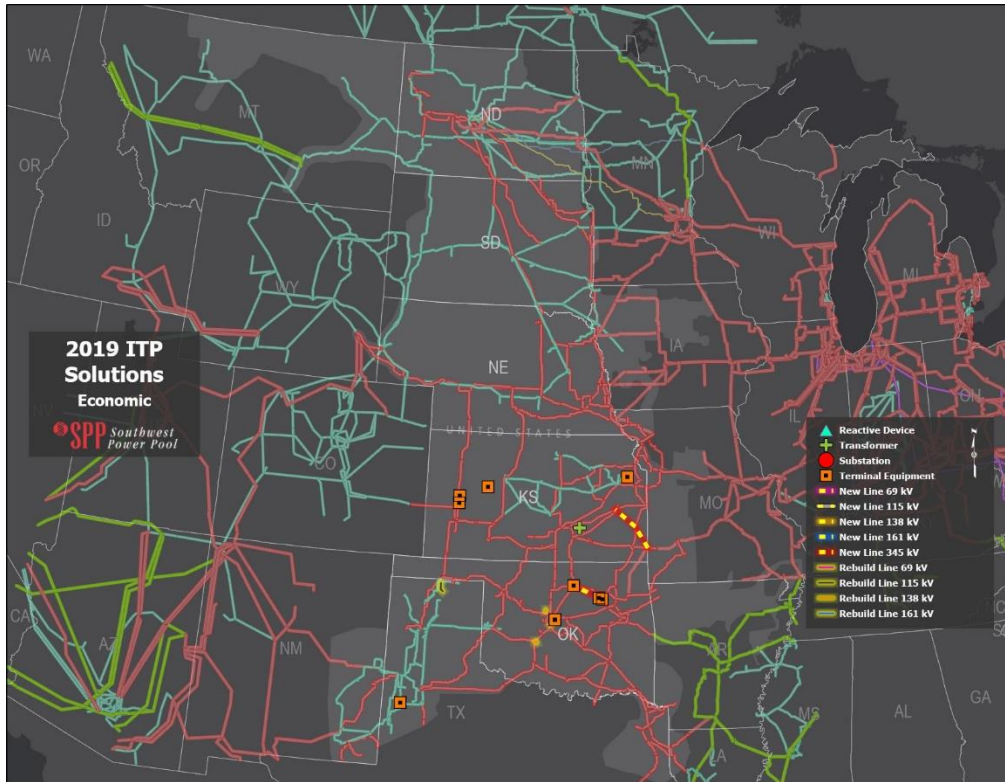 WA
MT
ND
MN
OR
ID
WI
SD
MI
WY
2019 ITP
Solutions
Economic
SPP Southwest
Power Pool
IA
NE
OH
NV
IL
UNITED STATES
CO
MO
KS
Reactive Device
Transformer
Substation
Terminal Equipment
New Line 69 kV
New Line 115 kV
New Line 138 kV
New Line 161 kV
New Line 345 kV
Rebuild Line 69 kV
Rebuild Line 115 kV
Rebuild Line 138 kV
Rebuild Line 161 kV
CA
AZ
NM
OK
AR
TX
MS
AL
GA
LA